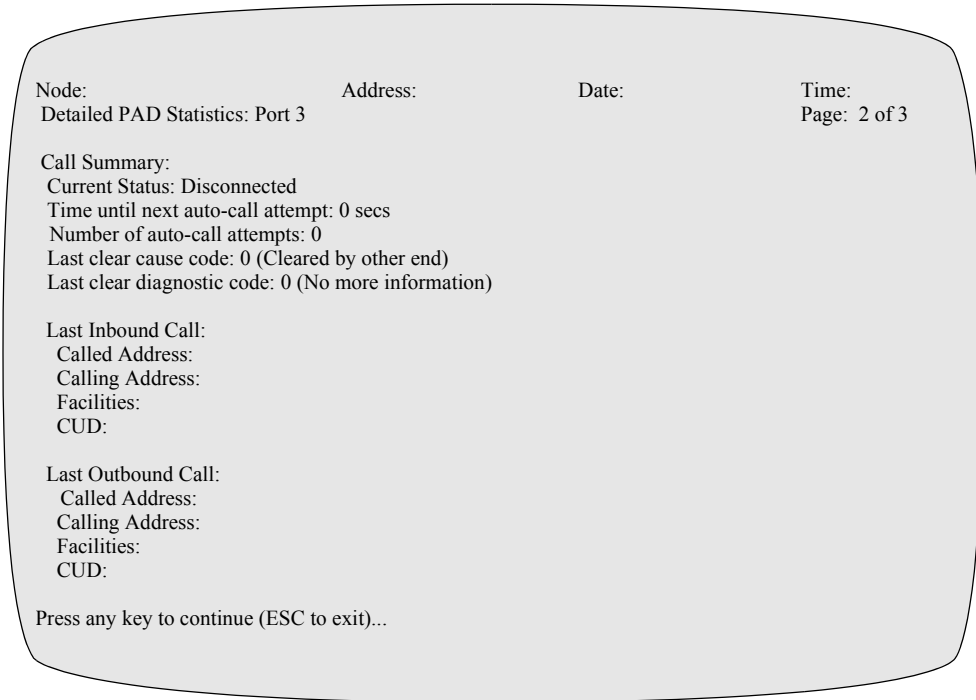 Node: Address: Date: Time:
Detailed PAD Statistics: Port 3 Page: 2 of 3
Call Summary:
Current Status: Disconnected
Time until next auto-call attempt: 0 secs
Number of auto-call attempts: 0
Last clear cause code: 0 (Cleared by other end)
Last clear diagnostic code: 0 (No more information)
Last Inbound Call:
Called Address:
Calling Address:
Facilities:
CUD:
Last Outbound Call:
Called Address:
Calling Address:
Facilities:
CUD:
Press any key to continue (ESC to exit)...